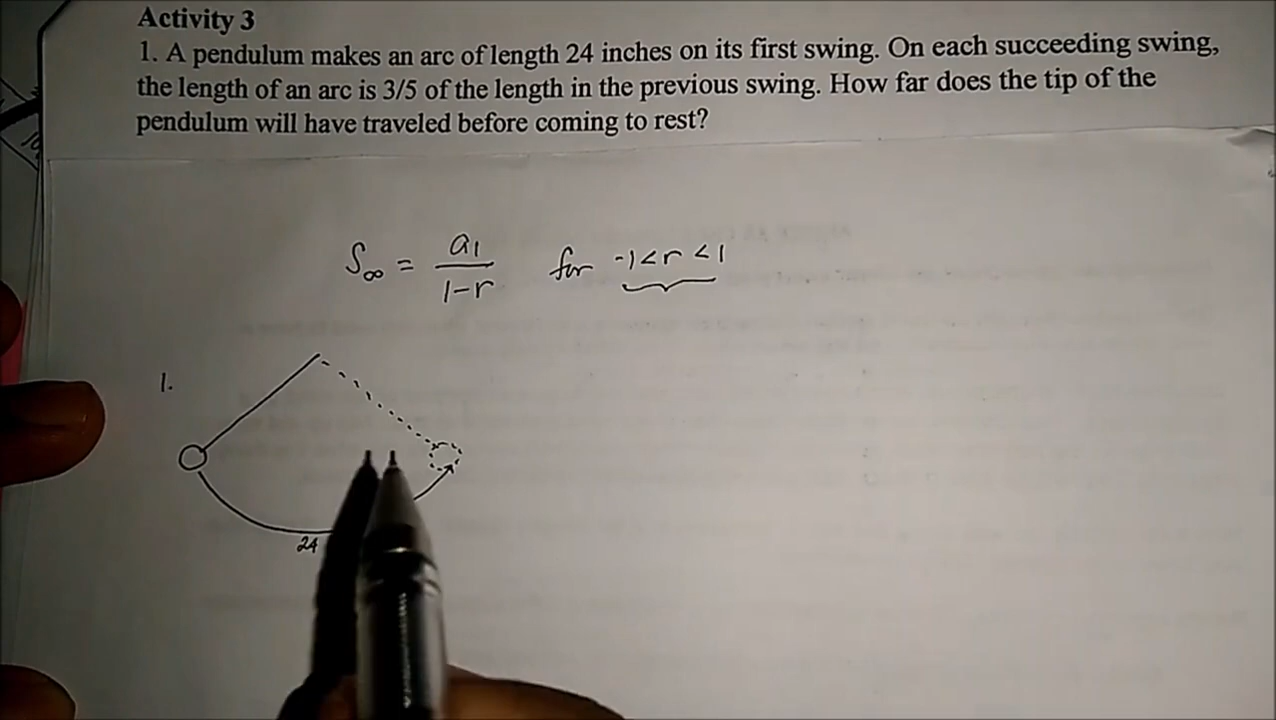 Activity 3
1. A pendulum makes an arc of length 24 inches on its first swing. On each succeeding swing,
the length of an arc is 3/5 of the length in the previous swing. How far does the tip of the
pendulum will have traveled before coming to rest?
S∞ = a1/1-r for -1<r<1
1.
24